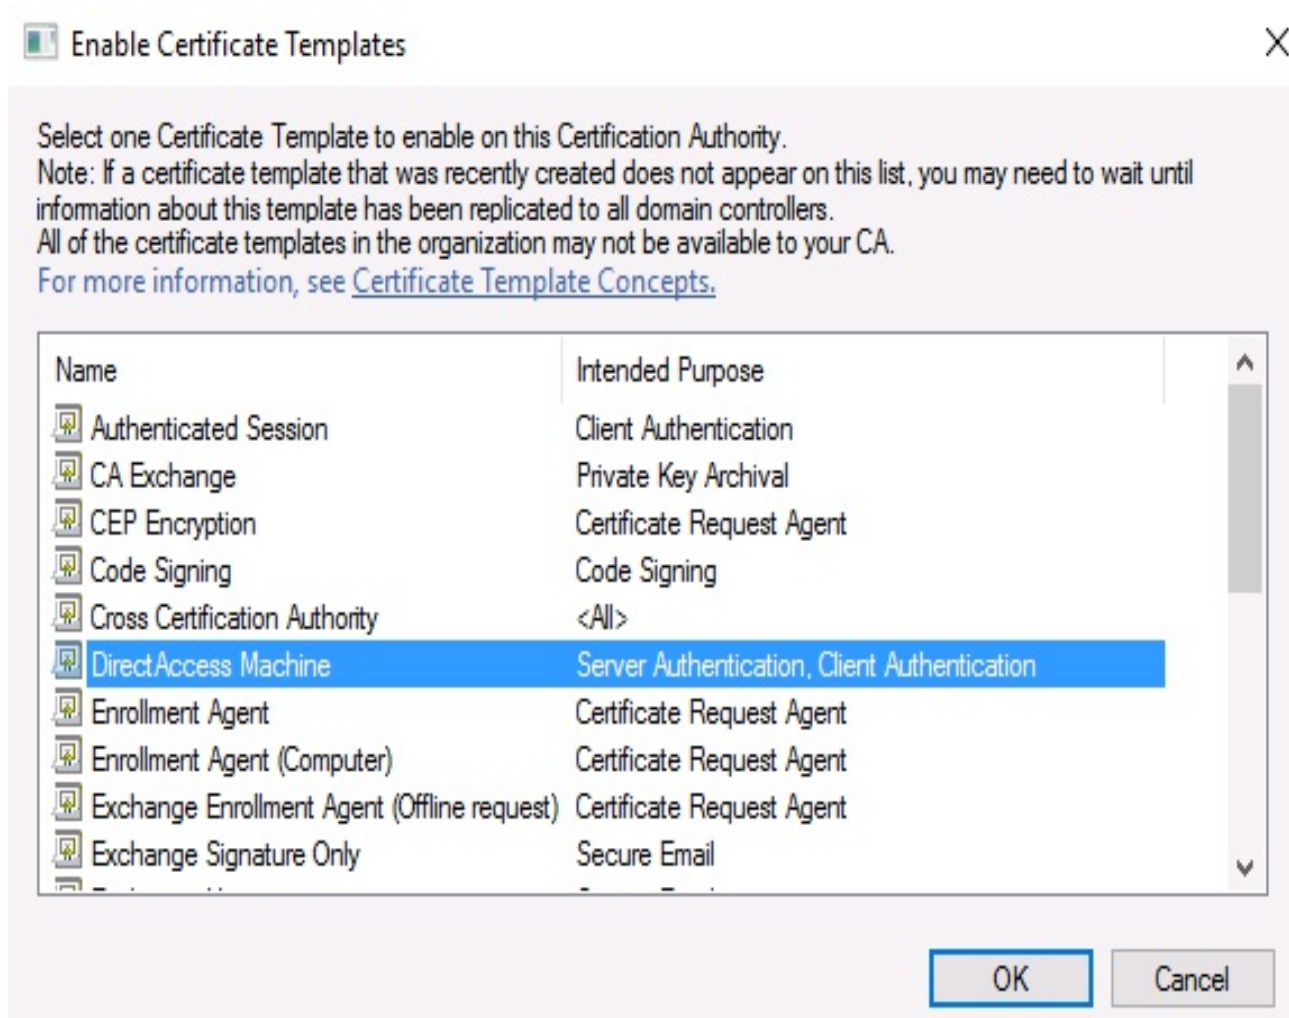 Enable Certificate Templates
Select one Certificate Template to enable on this Certification Authority.
Note: If a certificate template that was recently created does not appear on this list, you may need to wait until
information about this template has been replicated to all domain controllers.
All of the certificate templates in the organization may not be available to your CA.
For more information, see Certificate Template Concepts.
Name Intended Purpose
Authenticated Session Client Authentication
CA Exchange Private Key Archival
CEP Encryption Certificate Request Agent
Code Signing Code Signing
Cross Certification Authority <All>
DirectAccess Machine Server Authentication, Client Authentication
Enrollment Agent Certificate Request Agent
Enrollment Agent (Computer) Certificate Request Agent
Exchange Enrollment Agent (Offline request) Certificate Request Agent
Exchange Signature Only Secure Email
OK Cancel